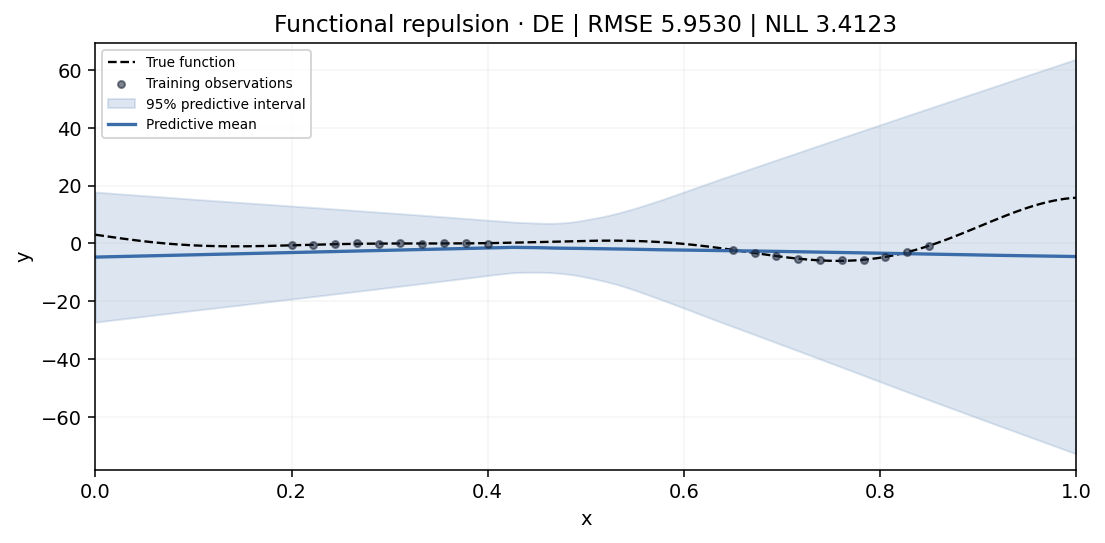 Functional repulsion · DE | RMSE 5.9530 | NLL 3.4123
True function
Training observations
95% predictive interval
Predictive mean
60
40
20
0
−20
−40
−60
y
0.0
0.2
0.4
0.6
0.8
1.0
x